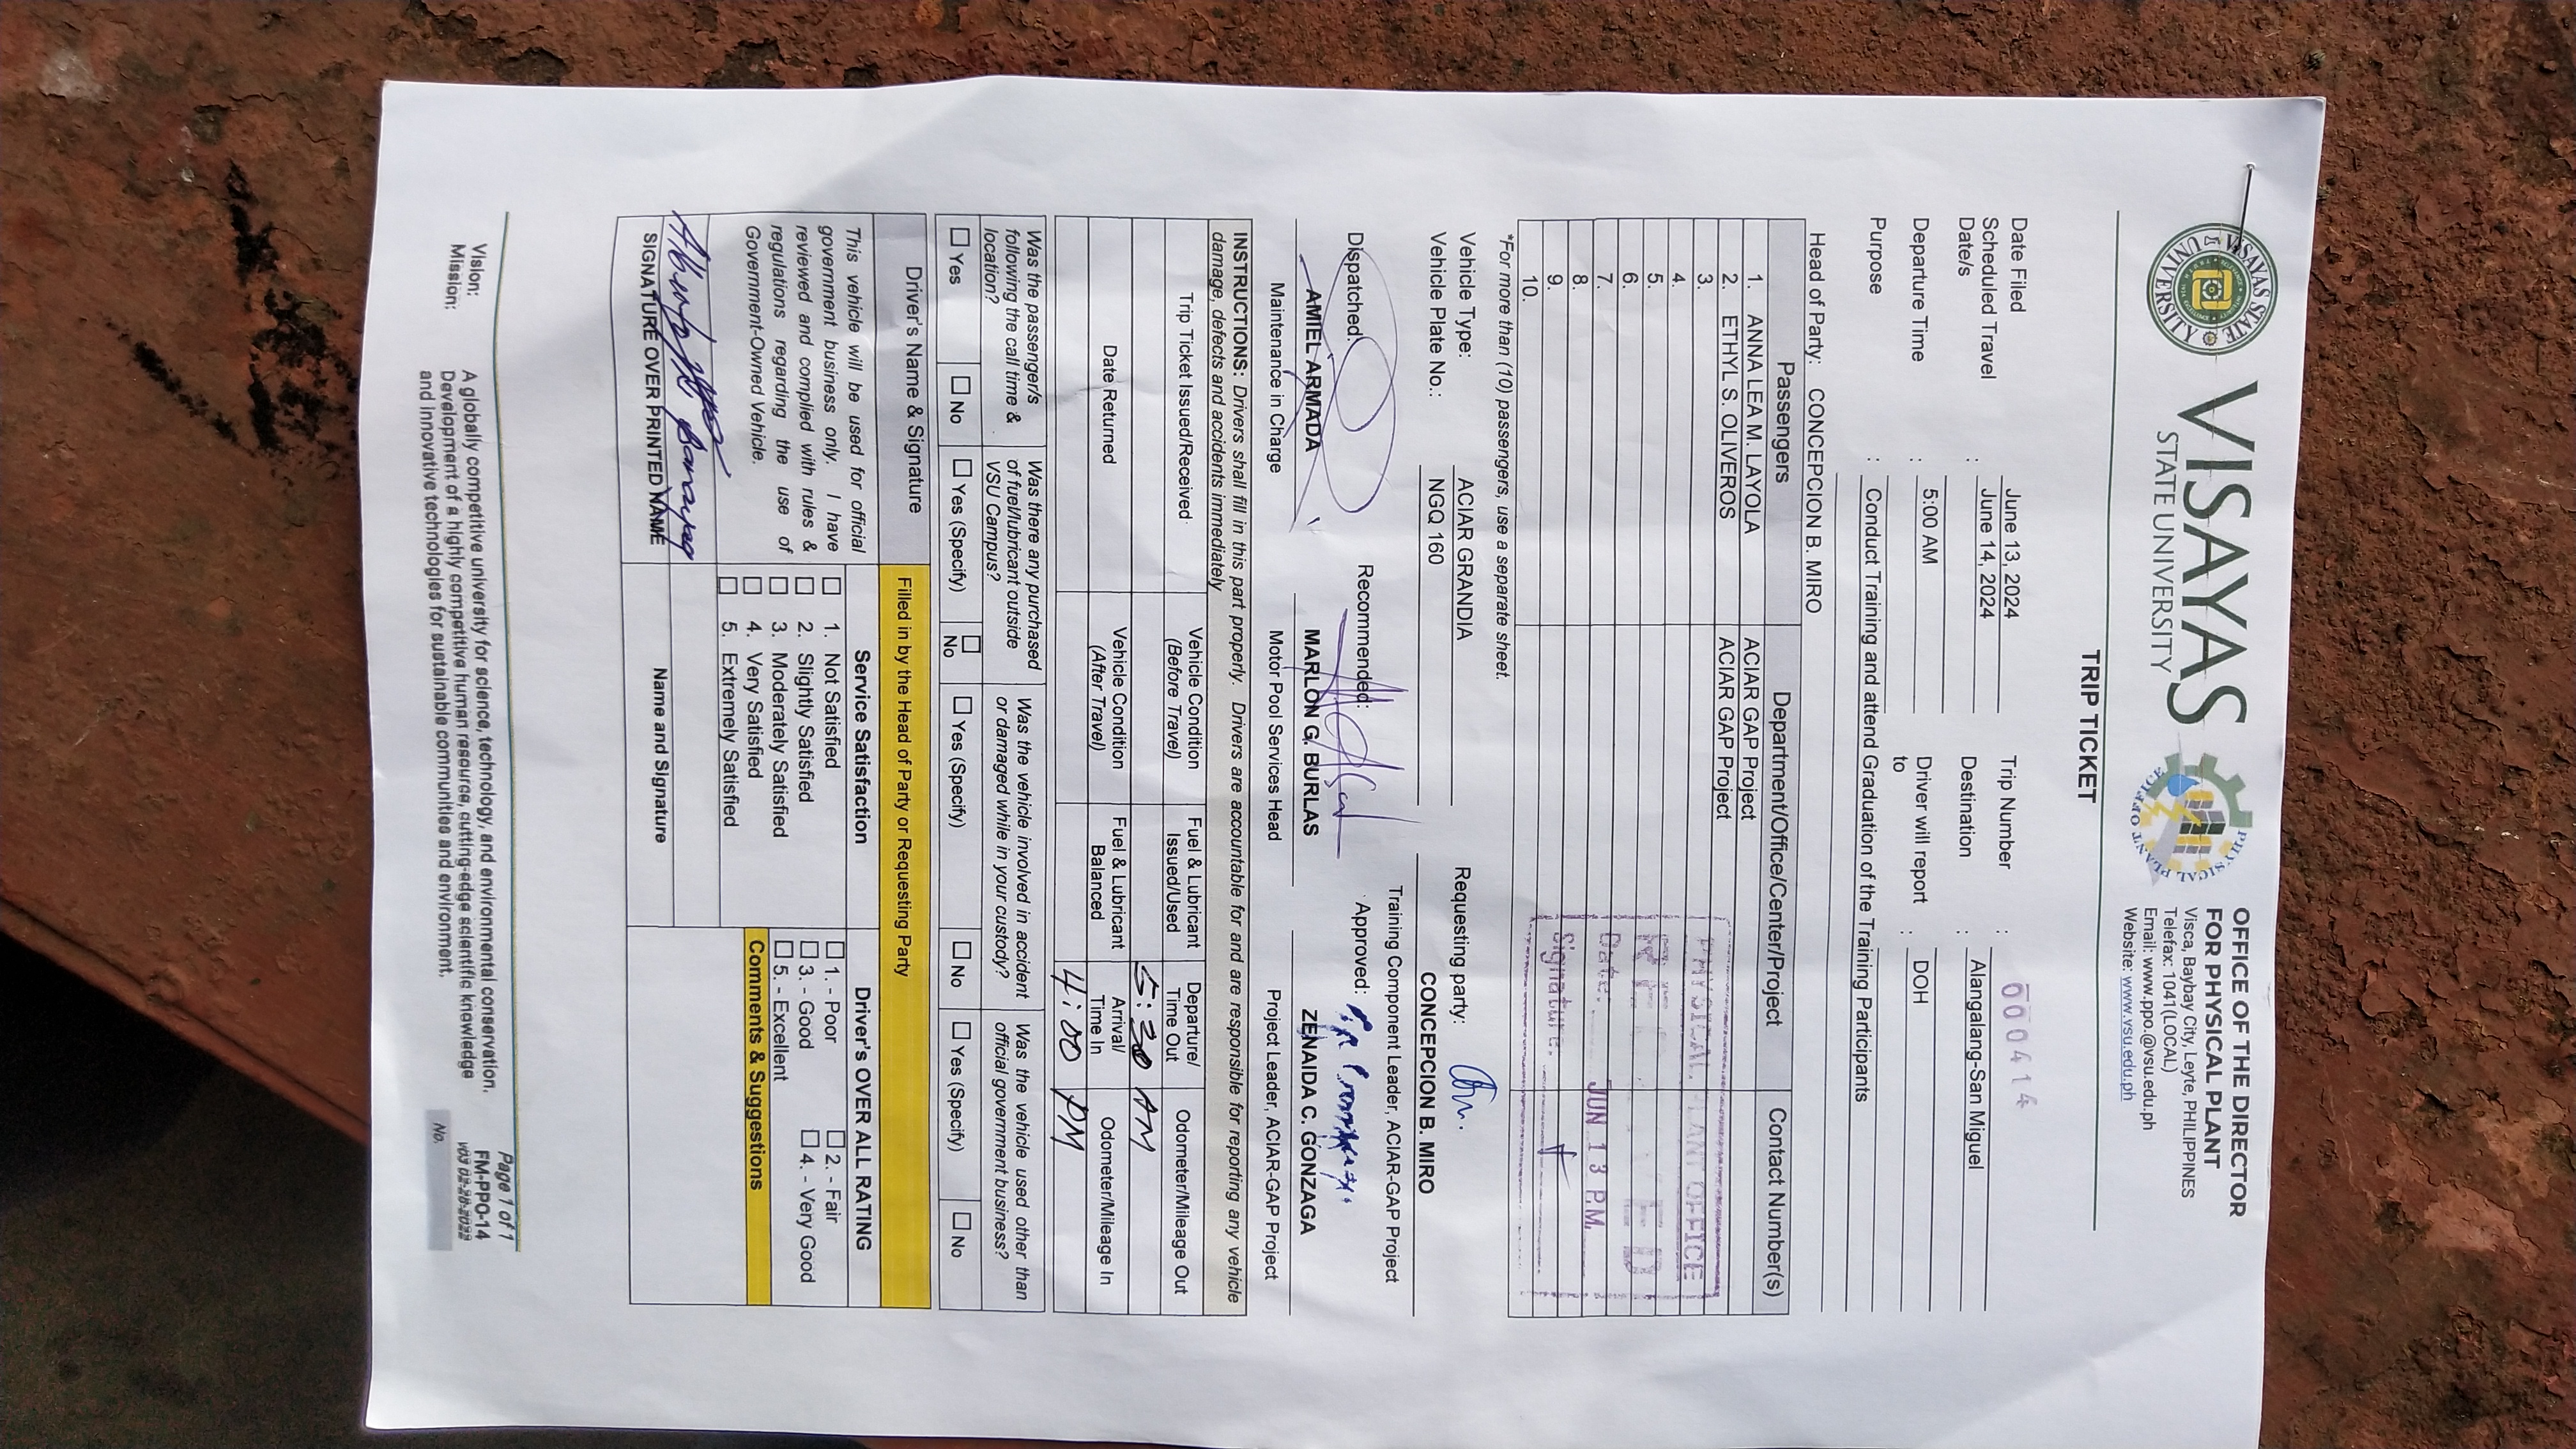 VISAYAS STATE UNIVERSITY
VISAYAS
STATE UNIVERSITY
PHYSICAL PLANT OFFICE
OFFICE OF THE DIRECTOR
FOR PHYSICAL PLANT
Visca, Baybay City, Leyte, PHILIPPINES
Telefax: 1041(LOCAL)
Email: www.ppo.@vsu.edu.ph
Website: www.vsu.edu.ph
TRIP TICKET
Date Filed : June 13, 2024 Trip Number : 000414
Scheduled Travel Date/s : June 14, 2024 Destination : Alangalang-San Miguel
Departure Time : 5:00 AM Driver will report to : DOH
Purpose : Conduct Training and attend Graduation of the Training Participants
Head of Party: CONCEPCION B. MIRO
Passengers Department/Office/Center/Project Contact Number(s)
1. ANNA LEA M. LAYOLA ACIAR GAP Project
2. ETHYL S. OLIVEROS ACIAR GAP Project
3.
4.
5.
6.
7.
8.
9.
10.
PHYSICAL PLANT OFFICE
Date: JUN 13 P.M.
Signature:
*For more than (10) passengers, use a separate sheet.
Vehicle Type: ACIAR GRANDIA Requesting party:
Vehicle Plate No.: NGQ 160 CONCEPCION B. MIRO
Training Component Leader, ACIAR-GAP Project
Dispatched: Recommended: Approved:
AMIEL ARMADA MARLON G. BURLAS ZENAIDA C. GONZAGA
Maintenance in Charge Motor Pool Services Head Project Leader, ACIAR-GAP Project
INSTRUCTIONS: Drivers shall fill in this part properly. Drivers are accountable for and are responsible for reporting any vehicle
damage, defects and accidents immediately
Trip Ticket Issued/Received Vehicle Condition (Before Travel) Fuel & Lubricant Issued/Used Departure/ Time Out Odometer/Mileage Out
5:30 AM
Date Returned Vehicle Condition (After Travel) Fuel & Lubricant Balanced Arrival/ Time In Odometer/Mileage In
4:00 PM
Was the passenger/s following the call time & location? Was there any purchased of fuel/lubricant outside VSU Campus? Was the vehicle involved in accident or damaged while in your custody? Was the vehicle used other than official government business?
☐ Yes ☐ No ☐ Yes (Specify) ☐ No ☐ Yes (Specify) ☐ No ☐ Yes (Specify) ☐ No
Driver's Name & Signature Filled in by the Head of Party or Requesting Party
Service Satisfaction Driver's OVER ALL RATING
This vehicle will be used for official
government business only. I have
reviewed and complied with rules &
regulations regarding the use of
Government-Owned Vehicle.
☐ 1. Not Satisfied
☐ 2. Slightly Satisfied
☐ 3. Moderately Satisfied
☐ 4. Very Satisfied
☐ 5. Extremely Satisfied
☐ 1. - Poor ☐ 2. - Fair
☐ 3. - Good ☐ 4. - Very Good
☐ 5. - Excellent
Comments & Suggestions
SIGNATURE OVER PRINTED NAME Name and Signature
Page 1 of 1
FM-PPO-14
V03 02-28-2022
No.
Vision: A globally competitive university for science, technology, and environmental conservation.
Mission: Development of a highly competitive human resource, cutting-edge scientific knowledge
and innovative technologies for sustainable communities and environment.